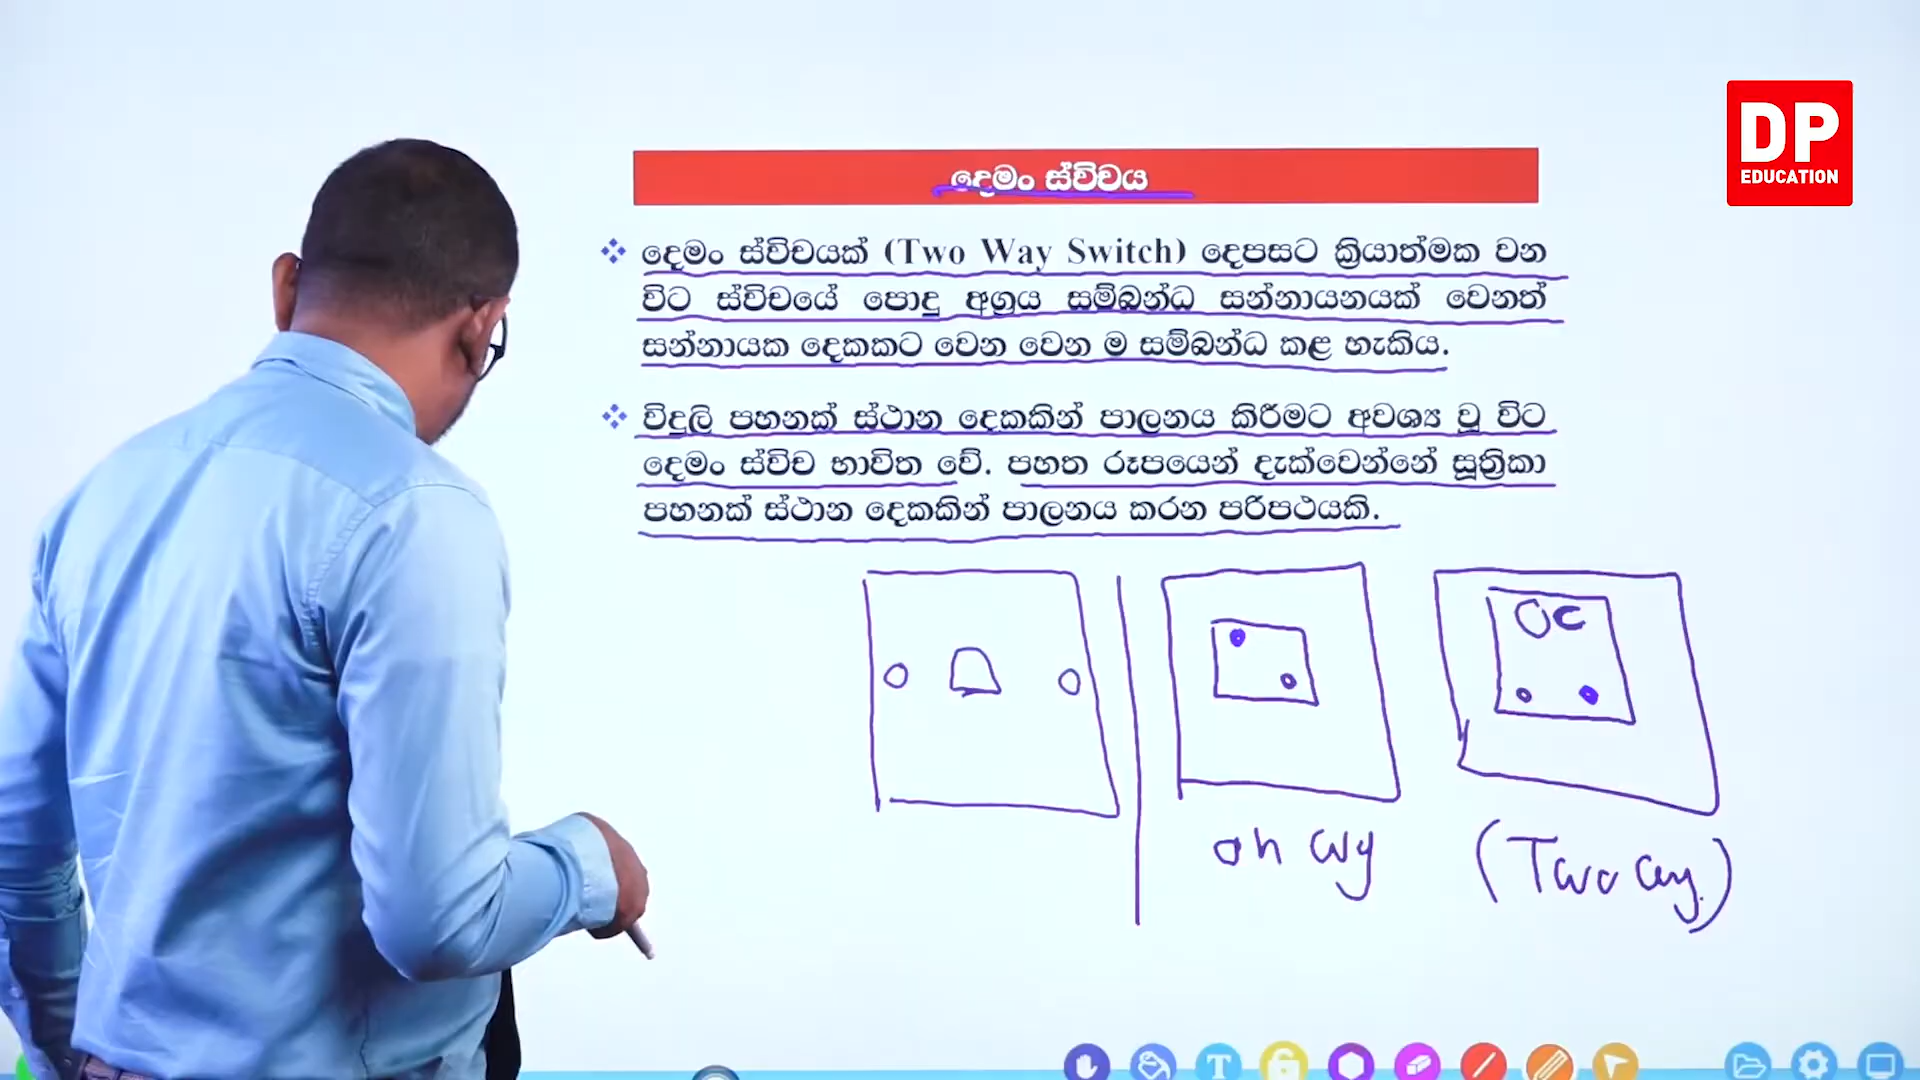 DP
EDUCATION
දෙමං ස්විචය
දෙමං ස්විචයක් (Two Way Switch) දෙපසට ක්‍රියාත්මක වන
විට ස්විචයේ පොදු අග්‍රය සම්බන්ධ සන්නායනයක් වෙනත්
සන්නායක දෙකකට වෙන වෙන ම සම්බන්ධ කළ හැකිය.
විදුලි පහනක් ස්ථාන දෙකකින් පාලනය කිරීමට අවශ්‍ය වූ විට
දෙමං ස්විච භාවිත වේ. පහත රූපයෙන් දැක්වෙන්නේ සූත්‍රිකා
පහනක් ස්ථාන දෙකකින් පාලනය කරන පරිපථයකි.
C
on wy
(Two way)